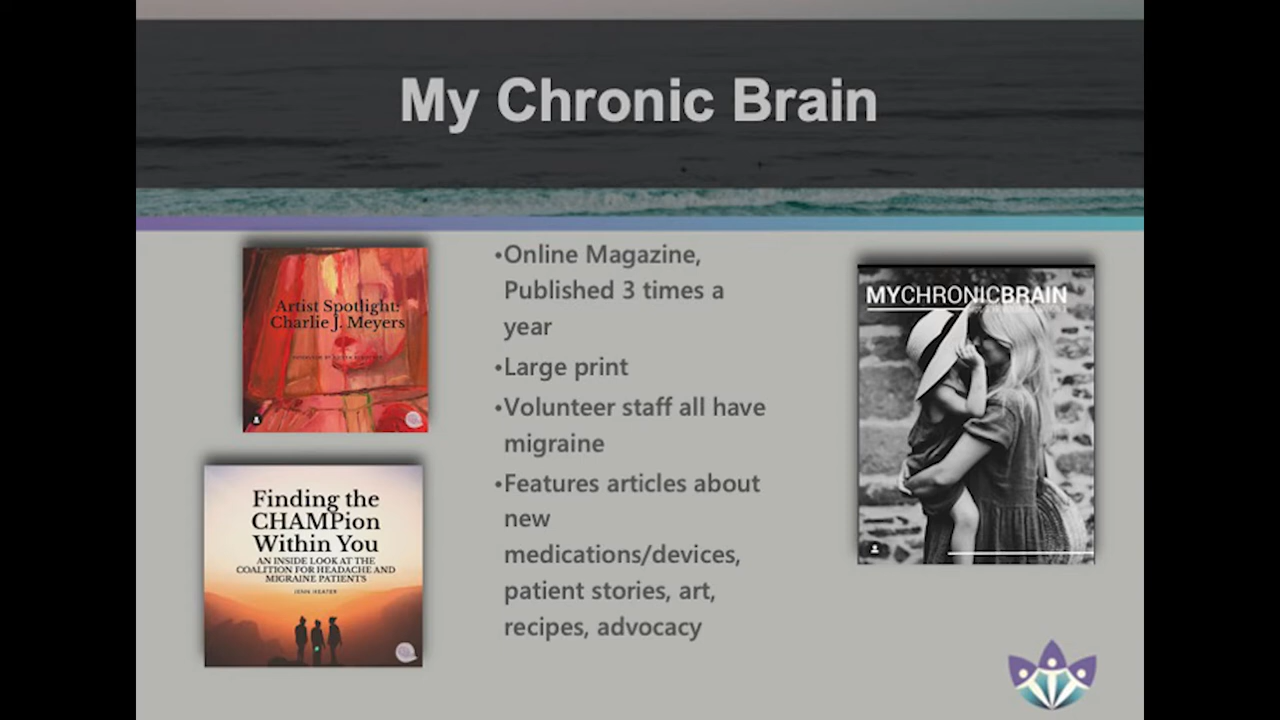 My Chronic Brain
Artist Spotlight:
Charlie J. Meyers
•Online Magazine,
Published 3 times a
year
•Large print
•Volunteer staff all have
migraine
•Features articles about
new
medications/devices,
patient stories, art,
recipes, advocacy
Finding the
CHAMPion
Within You
AN INSIDE LOOK AT THE
COALITION FOR HEADACHE AND
MIGRAINE PATIENTS
JENN HEATER
MYCHRONICBRAIN